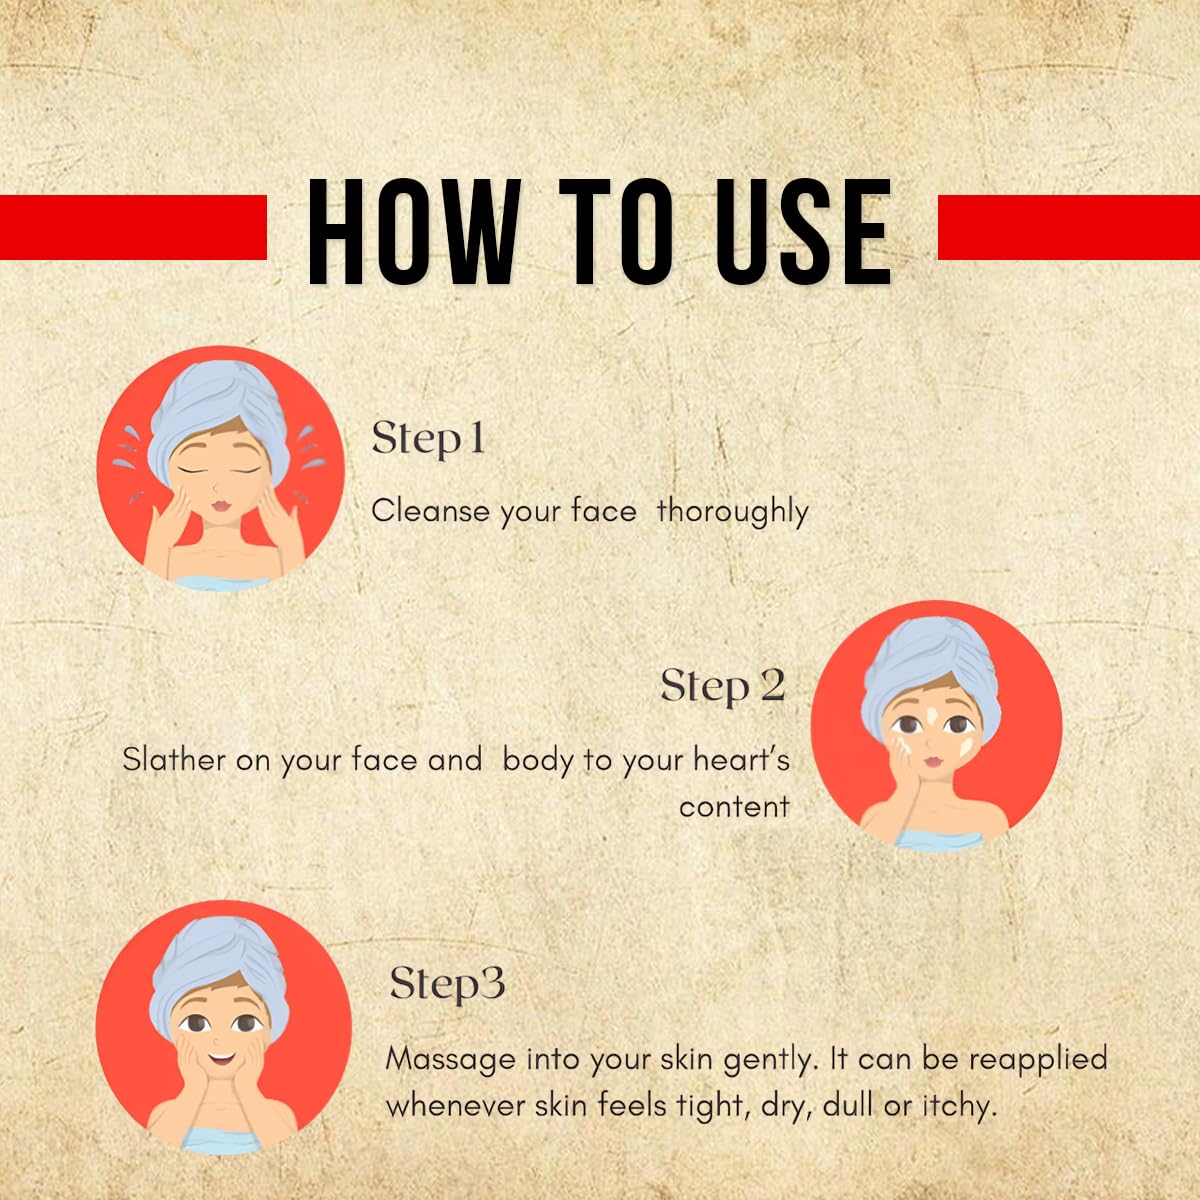 HOW TO USE
Step 1
Cleanse your face  thoroughly
Step 2
Slather on your face and  body to your heart’s
content
Step3
Massage into your skin gently. It can be reapplied
whenever skin feels tight, dry, dull or itchy.